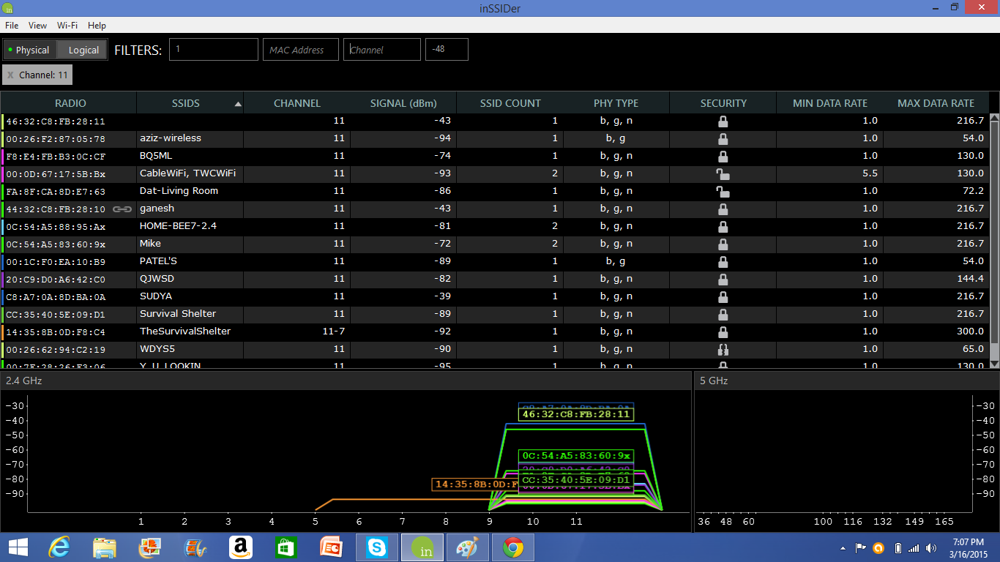 in inSSIDer
File View Wi-Fi Help
Physical Logical FILTERS: 1 MAC Address Channel -48
X Channel: 11
RADIO SSIDS CHANNEL SIGNAL (dBm) SSID COUNT PHY TYPE SECURITY MIN DATA RATE MAX DATA RATE
46:32:C8:FB:28:11 11 -43 1 b, g, n 1.0 216.7
00:26:F2:87:05:78 aziz-wireless 11 -94 1 b, g 1.0 54.0
F8:E4:FB:B3:0C:CF BQ5ML 11 -74 1 b, g, n 1.0 130.0
00:0D:67:17:5B:Bx CableWiFi, TWCWiFi 11 -93 2 b, g, n 5.5 130.0
FA:8F:CA:8D:E7:63 Dat-Living Room 11 -86 1 b, g, n 1.0 72.2
44:32:C8:FB:28:10 ganesh 11 -43 1 b, g, n 1.0 216.7
0C:54:A5:88:95:Ax HOME-BEE7-2.4 11 -81 2 b, g, n 1.0 216.7
0C:54:A5:83:60:9x Mike 11 -72 2 b, g, n 1.0 216.7
00:1C:F0:EA:10:B9 PATEL'S 11 -89 1 b, g 1.0 54.0
20:C9:D0:A6:42:C0 QJWSD 11 -82 1 b, g, n 1.0 144.4
C8:A7:0A:8D:BA:0A SUDYA 11 -39 1 b, g, n 1.0 216.7
CC:35:40:5E:09:D1 Survival Shelter 11 -89 1 b, g, n 1.0 216.7
14:35:8B:0D:F8:C4 TheSurvivalShelter 11-7 -92 1 b, g, n 1.0 300.0
00:26:62:94:C2:19 WDYS5 11 -90 1 b, g, n 1.0 65.0
00:7F:28:26:F3:06 Y U LOOKIN 11 -95 1 b, g, n 1.0 130.0
2.4 GHz 5 GHz
-30 -30
46:32:C8:FB:28:11
-40 -40
-50 -50
-60 -60
0C:54:A5:83:60:9x
-70 -70
CC:35:40:5E:09:D1
14:35:8B:0D:F
-80 -80
-90 -90
1 2 3 4 5 6 7 8 9 10 11 36 48 60 100 116 132 149 165
7:07 PM
3/16/2015